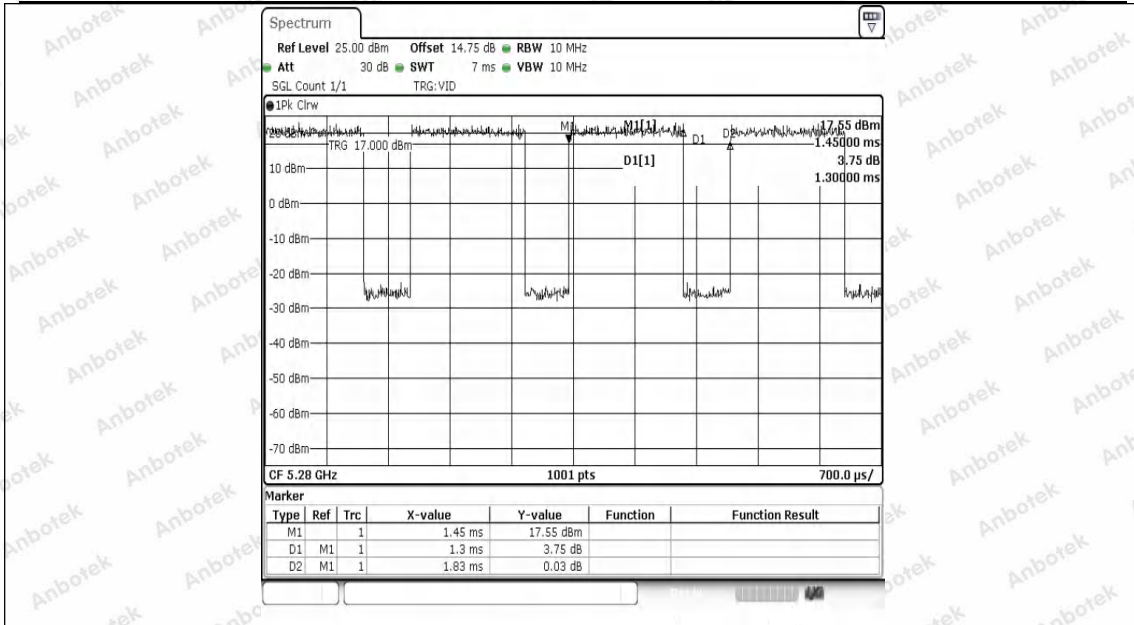 Spectrum
Ref Level 25.00 dBm Offset 14.75 dB RBW 10 MHz
Att 30 dB SWT 7 ms VBW 10 MHz
SGL Count 1/1 TRG:VID
1Pk Clrw
M1[1] 17.55 dBm
1.45000 ms
TRG 17.000 dBm
M1
D1
D2
D1[1] 3.75 dB
1.30000 ms
10 dBm
0 dBm
-10 dBm
-20 dBm
-30 dBm
-40 dBm
-50 dBm
-60 dBm
-70 dBm
CF 5.28 GHz 1001 pts 700.0 µs/
Marker
Type Ref Trc X-value Y-value Function Function Result
M1 1 1.45 ms 17.55 dBm
D1 M1 1 1.3 ms 3.75 dB
D2 M1 1 1.83 ms 0.03 dB
Anbotek